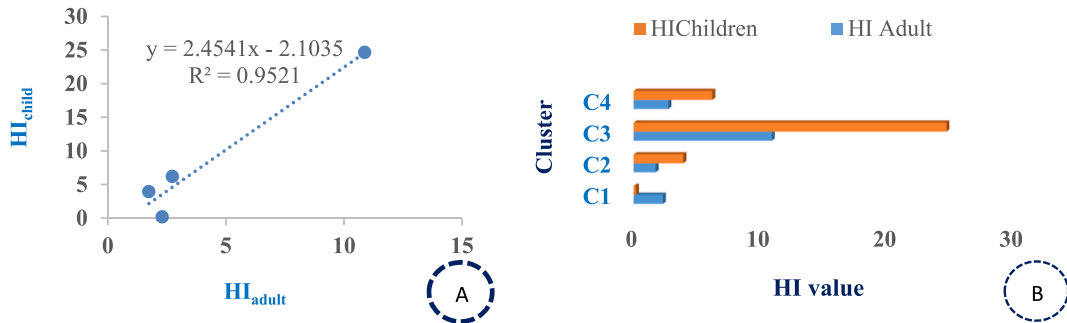 30
25
20
15
10
5
0
y = 2.4541x - 2.1035
R² = 0.9521
HIchild
0 5 10 15
HIadult
A
HIChildren HI Adult
Cluster
C4
C3
C2
C1
0 10 20 30
HI value
B